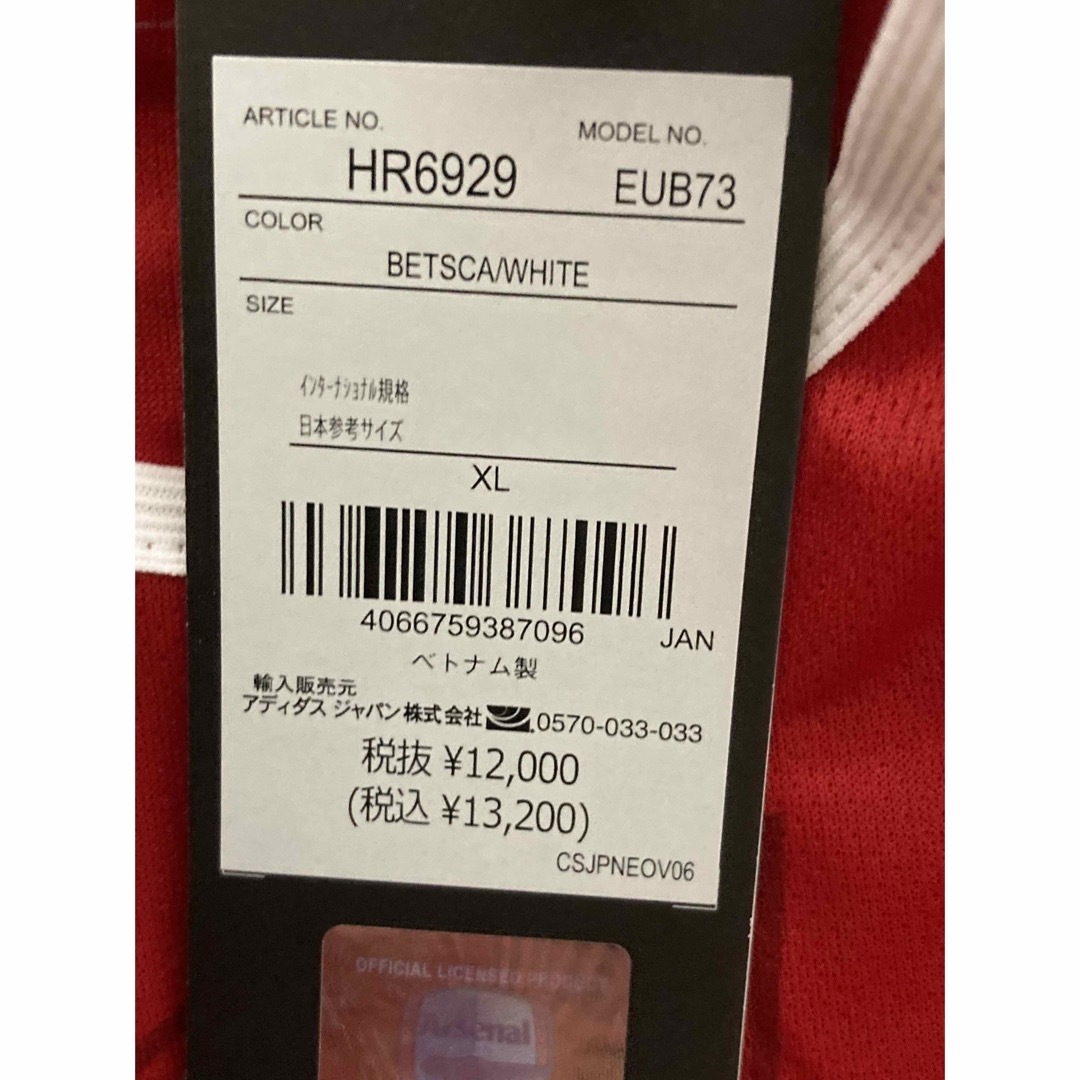 ARTICLE NO.
MODEL NO.
HR6929
EUB73
COLOR
BETSCA/WHITE
SIZE
ｲﾝﾀｰﾅｼｮﾅﾙ規格
日本参考サイズ
XL
4066759387096
JAN
ベトナム製
輸入販売元
アディダス ジャパン株式会社 0570-033-033
税抜 ¥12,000
(税込 ¥13,200)
CSJPNEOV06
OFFICIAL LICENSED PRODUCT
Arsenal